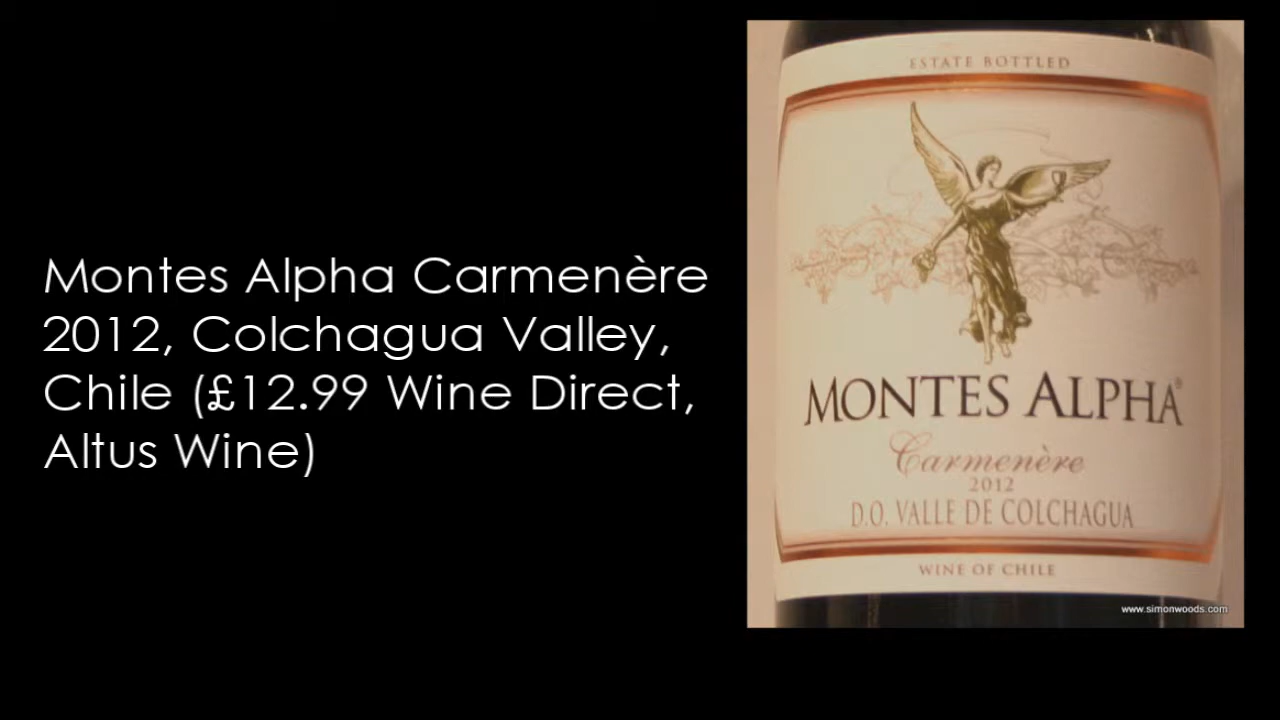 Montes Alpha Carmenère
2012, Colchagua Valley,
Chile (£12.99 Wine Direct,
Altus Wine)
ESTATE BOTTLED
MONTES ALPHA®
Carmenère
2012
D.O. VALLE DE COLCHAGUA
WINE OF CHILE
www.simonwoods.com